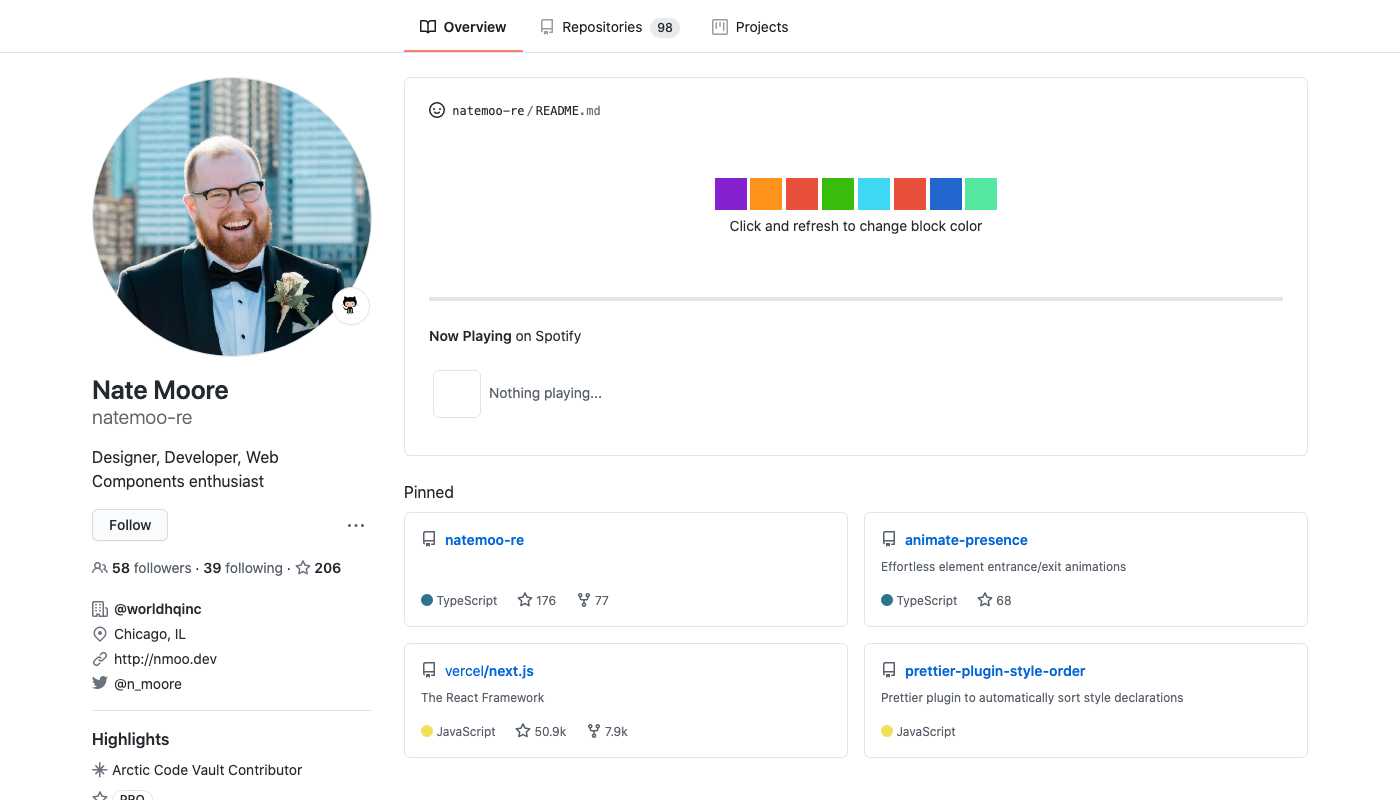 Overview
Repositories 98
Projects
natemoo-re/README.md
Click and refresh to change block color
Now Playing on Spotify
Nothing playing...
Nate Moore
natemoo-re
Designer, Developer, Web
Components enthusiast
Follow
58 followers · 39 following · 206
@worldhqinc
Chicago, IL
http://nmoo.dev
@n_moore
Highlights
Arctic Code Vault Contributor
PRO
Pinned
natemoo-re
TypeScript 176 77
animate-presence
Effortless element entrance/exit animations
TypeScript 68
vercel/next.js
The React Framework
JavaScript 50.9k 7.9k
prettier-plugin-style-order
Prettier plugin to automatically sort style declarations
JavaScript